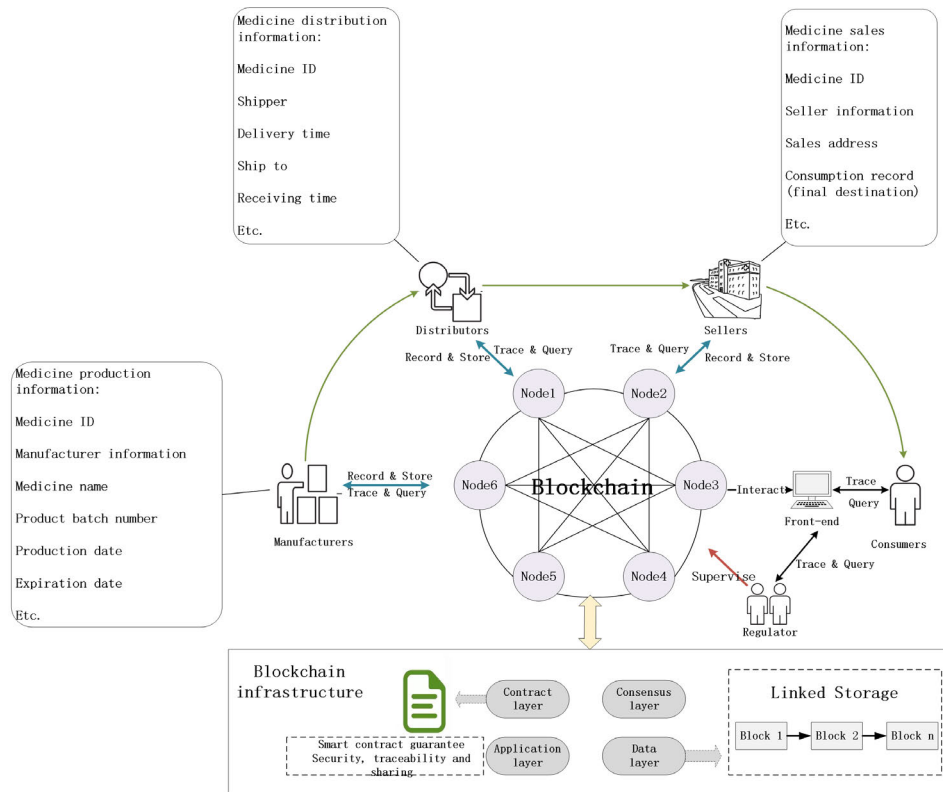 Medicine distribution
information:
Medicine ID
Shipper
Delivery time
Ship to
Receiving time
Etc.
Medicine sales
information:
Medicine ID
Seller information
Sales address
Consumption record
(final destination)
Etc.
Distributors
Sellers
Trace & Query
Record & Store
Trace & Query
Record & Store
Medicine production
information:
Medicine ID
Manufacturer information
Medicine name
Product batch number
Production date
Expiration date
Etc.
Manufacturers
Record & Store
Trace & Query
Node1
Node2
Node6
Blockchain
Node3
Node5
Node4
Interact
Front-end
Trace
Query
Consumers
Trace & Query
Supervise
Regulator
Blockchain
infrastructure
Contract
layer
Consensus
layer
Smart contract guarantee
Security, traceability and
sharing
Application
layer
Data
layer
Linked Storage
Block 1
Block 2
Block n